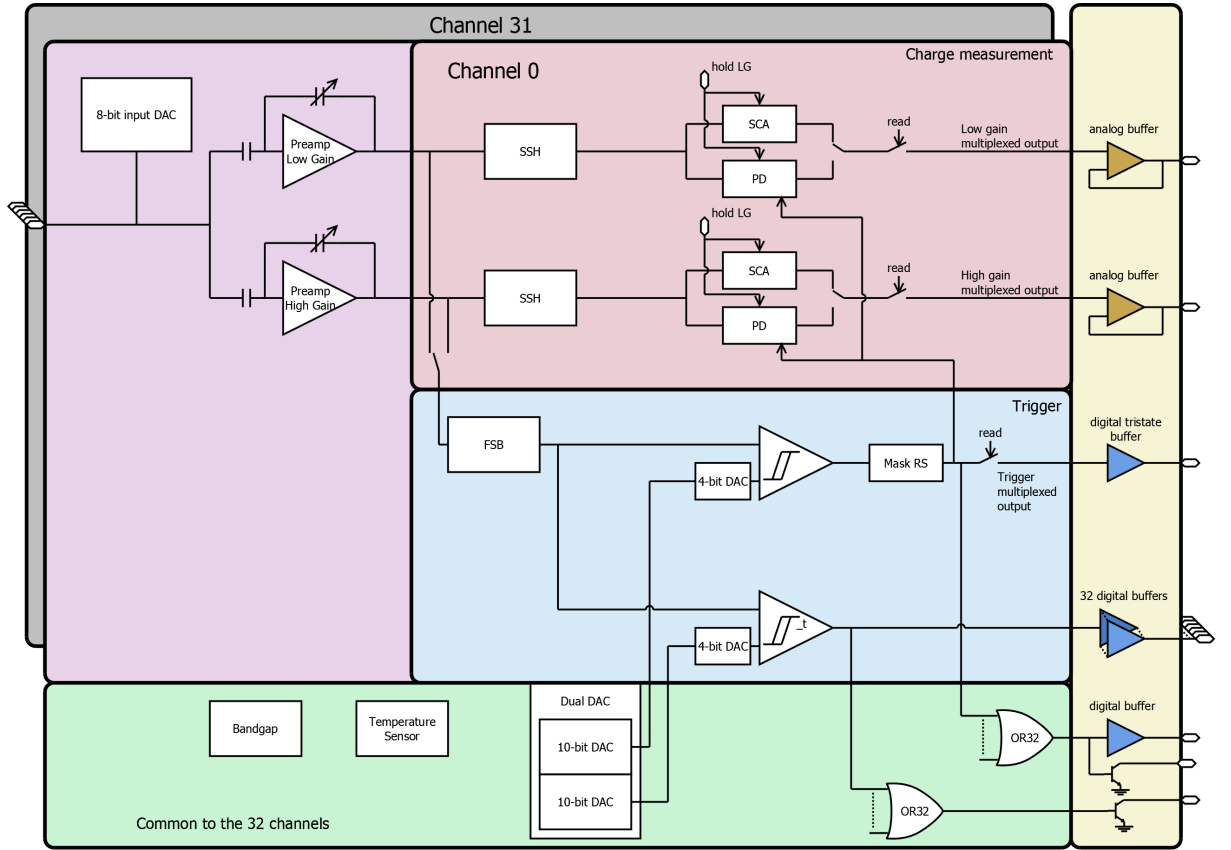 Channel 31
Channel 0
Charge measurement
8-bit input DAC
Preamp
Low Gain
SSH
hold LG
SCA
PD
read
Low gain
multiplexed output
analog buffer
Preamp
High Gain
SSH
hold LG
SCA
PD
read
High gain
multiplexed output
analog buffer
Trigger
FSB
4-bit DAC
Mask RS
read
Trigger
multiplexed
output
digital tristate
buffer
4-bit DAC
_t
32 digital buffers
Bandgap
Temperature
Sensor
Dual DAC
10-bit DAC
10-bit DAC
OR32
digital buffer
OR32
Common to the 32 channels